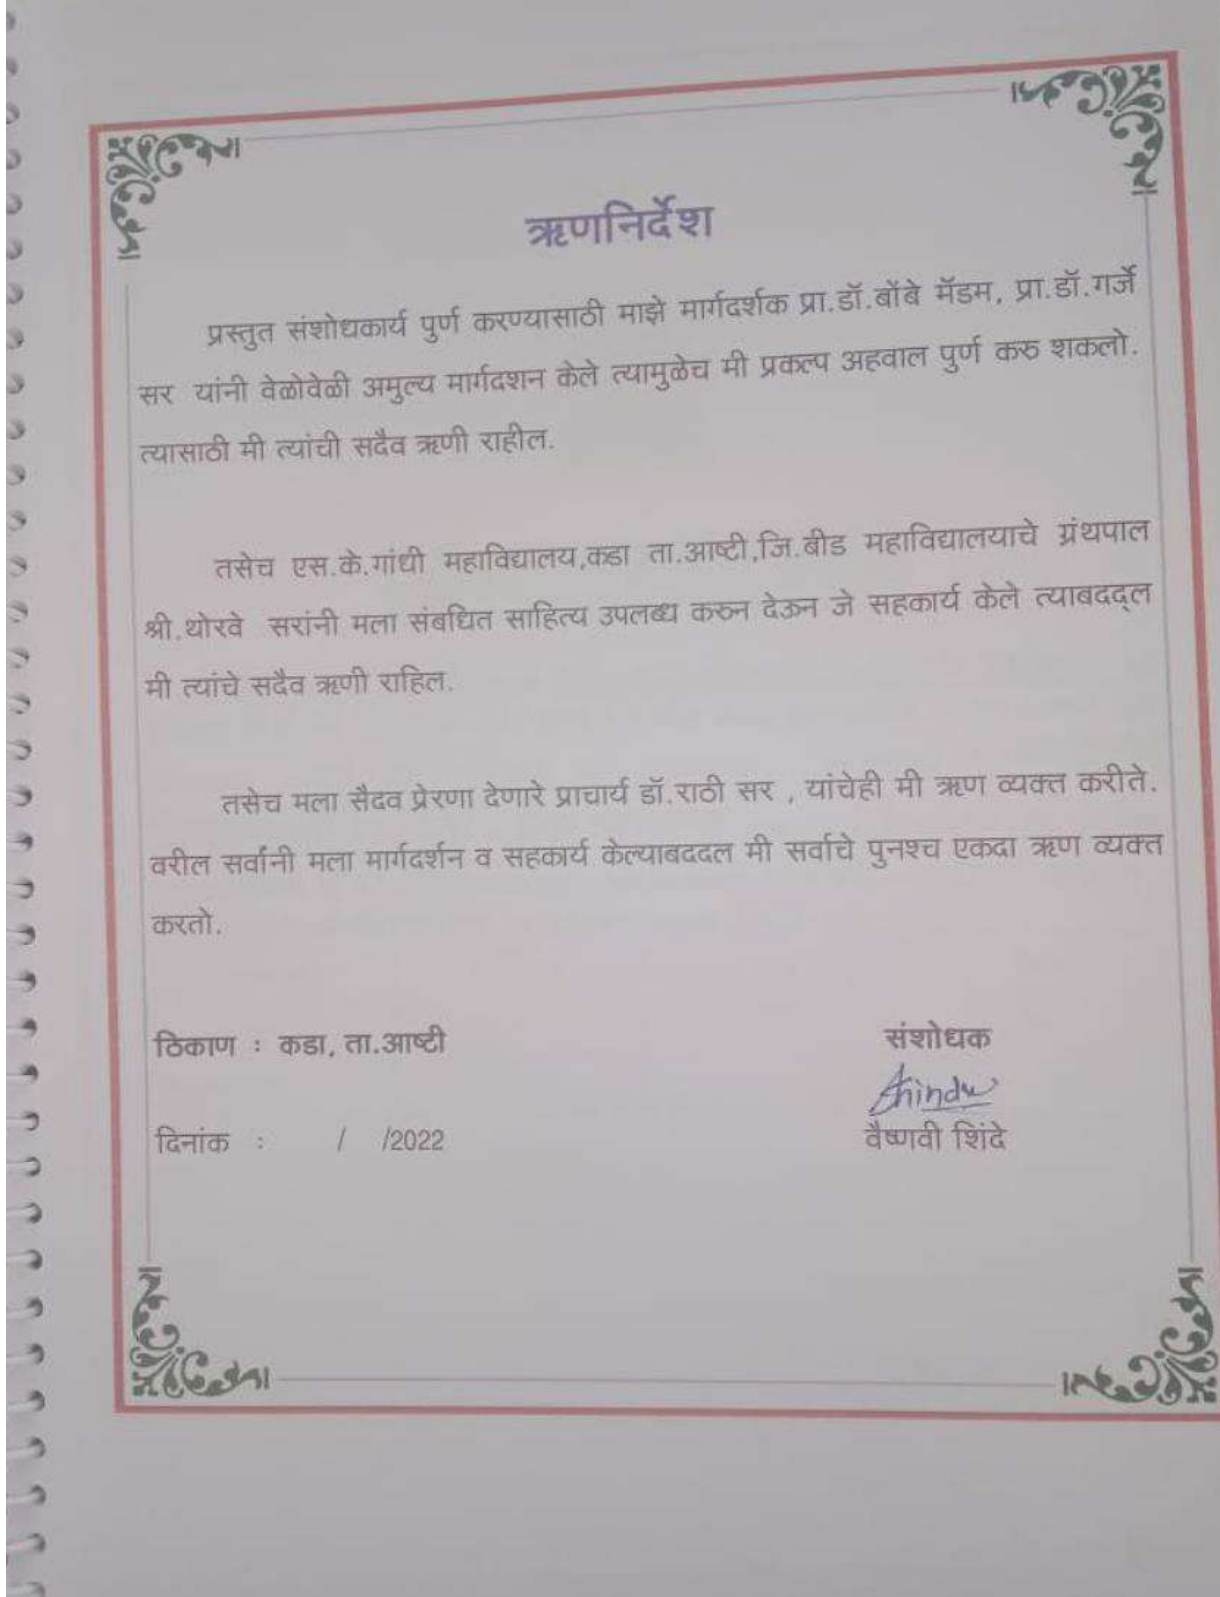 ऋणनिर्देश
प्रस्तुत संशोधकार्य पुर्ण करण्यासाठी माझे मार्गदर्शक प्रा.डॉ.बोंबे मॅडम, प्रा.डॉ.गर्जे
सर यांनी वेळोवेळी अमुल्य मार्गदशन केले त्यामुळेच मी प्रकल्प अहवाल पुर्ण करु शकलो.
त्यासाठी मी त्यांची सदैव ऋणी राहील.
तसेच एस.के.गांधी महाविद्यालय,कडा ता.आष्टी,जि.बीड महाविद्यालयाचे ग्रंथपाल
श्री.थोरवे सरांनी मला संबधित साहित्य उपलब्ध करुन देऊन जे सहकार्य केले त्याबदद्ल
मी त्यांचे सदैव ऋणी राहिल.
तसेच मला सैदव प्रेरणा देणारे प्राचार्य डॉ.राठी सर , यांचेही मी ऋण व्यक्त करीते.
वरील सर्वानी मला मार्गदर्शन व सहकार्य केल्याबददल मी सर्वाचे पुनश्च एकदा ऋण व्यक्त
करतो.
ठिकाण : कडा, ता.आष्टी
संशोधक
Shinde
दिनांक : / /2022
वैष्णवी शिंदे